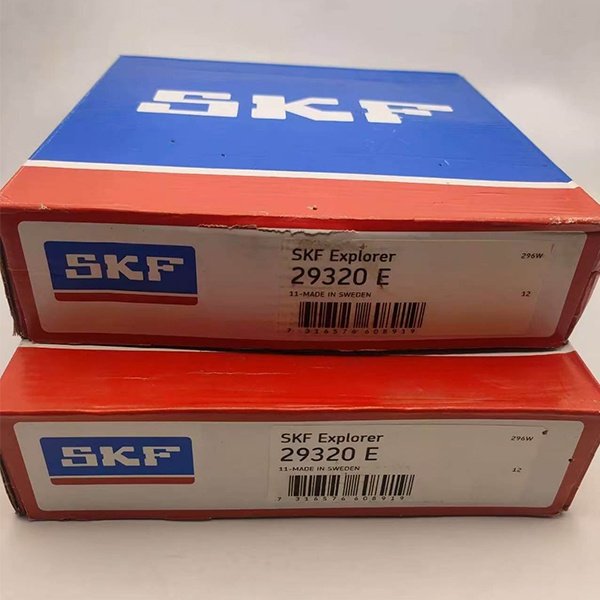 SKF
SKF
SKF Explorer
29320 E
11-MADE IN SWEDEN
7 316576 608919
296W
12
SKF
SKF Explorer
29320 E
11-MADE IN SWEDEN
7 316576 608919
296W
12